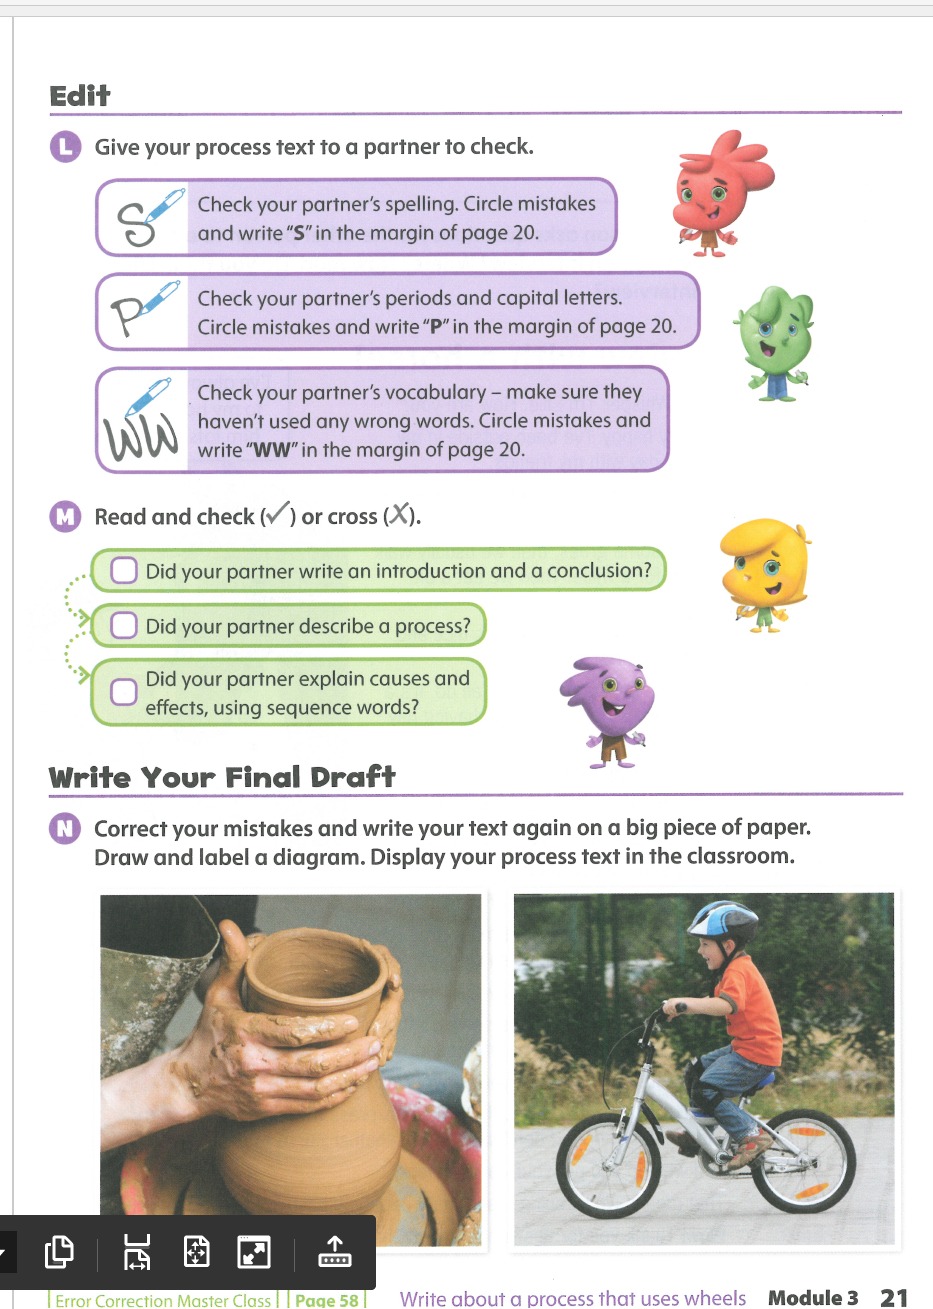 Edit
L Give your process text to a partner to check.
S
Check your partner's spelling. Circle mistakes
and write "S" in the margin of page 20.
P
Check your partner's periods and capital letters.
Circle mistakes and write "P" in the margin of page 20.
WW
Check your partner's vocabulary – make sure they
haven't used any wrong words. Circle mistakes and
write "WW" in the margin of page 20.
M Read and check (✓) or cross (✗).
Did your partner write an introduction and a conclusion?
Did your partner describe a process?
Did your partner explain causes and
effects, using sequence words?
Write Your Final Draft
N Correct your mistakes and write your text again on a big piece of paper.
Draw and label a diagram. Display your process text in the classroom.
Error Correction Master Class Page 58 Write about a process that uses wheels Module 3 21